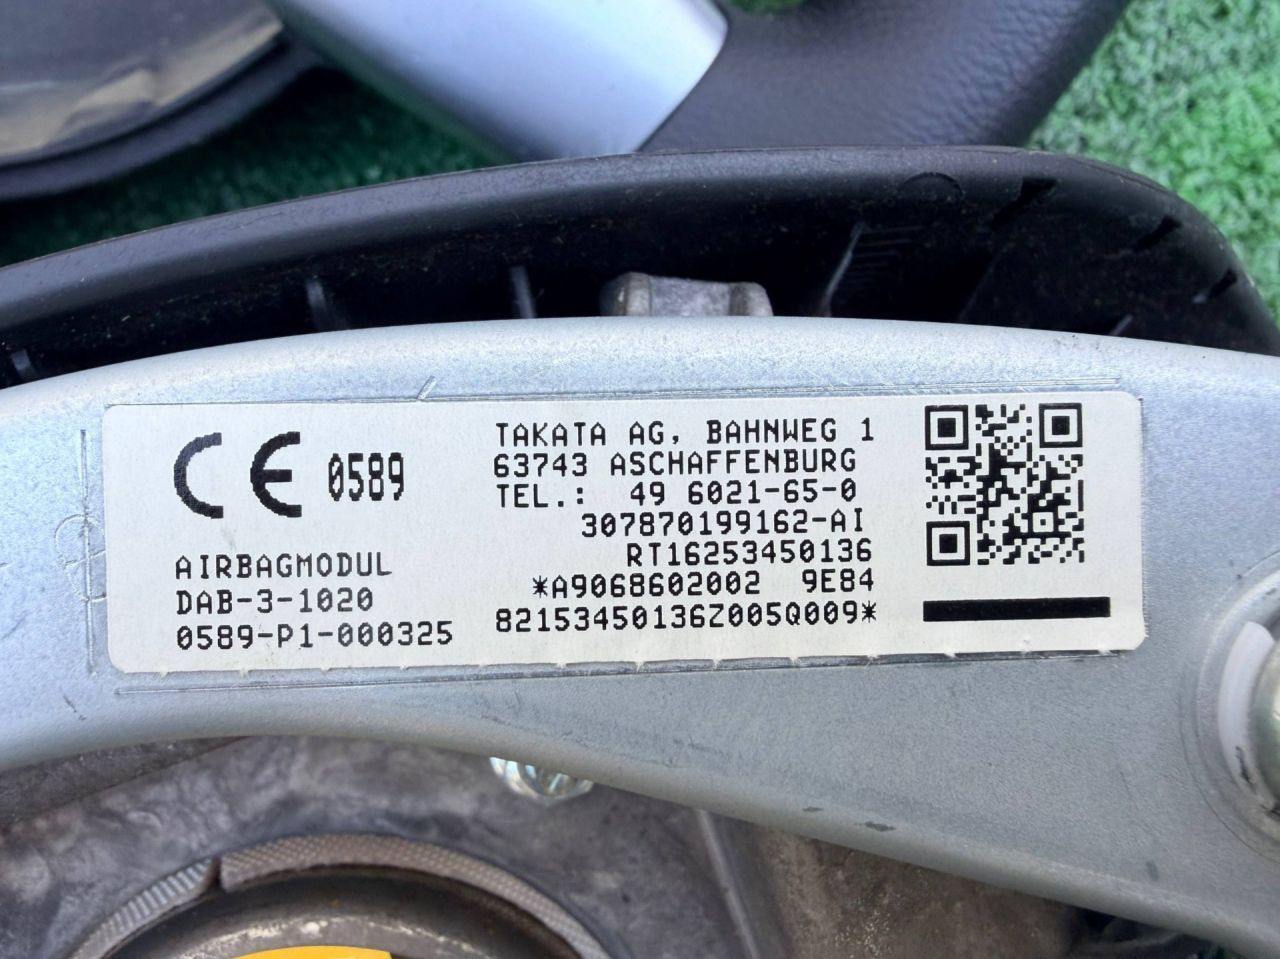 CE 0589
AIRBAGMODUL
DAB-3-1020
0589-P1-000325
TAKATA AG, BAHNWEG 1
63743 ASCHAFFENBURG
TEL.: 49 6021-65-0
307870199162-AI
RT16253450136
*A9068602002 9E84
82153450136Z005Q009*